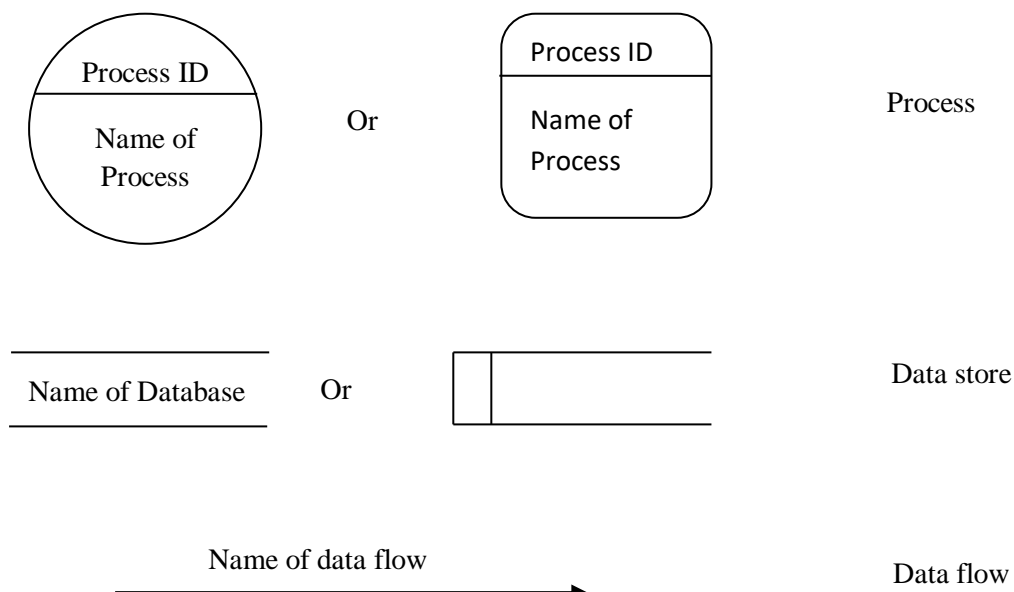 Process ID
Name of
Process
Or
Process ID
Name of
Process
Process
Name of Database
Or
Data store
Name of data flow
Data flow